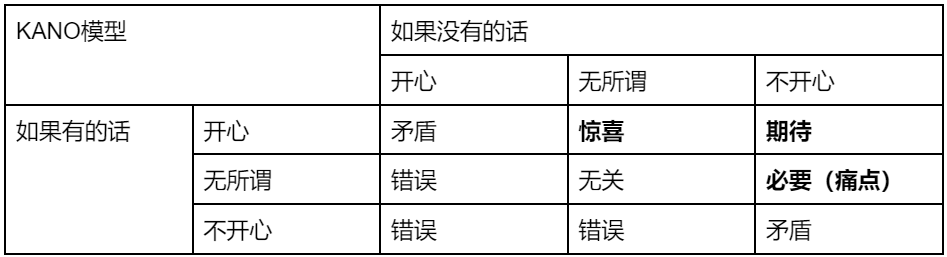 KANO模型 如果没有的话
开心 无所谓 不开心
如果有的话 开心 矛盾 惊喜 期待
无所谓 错误 无关 必要（痛点）
不开心 错误 错误 矛盾